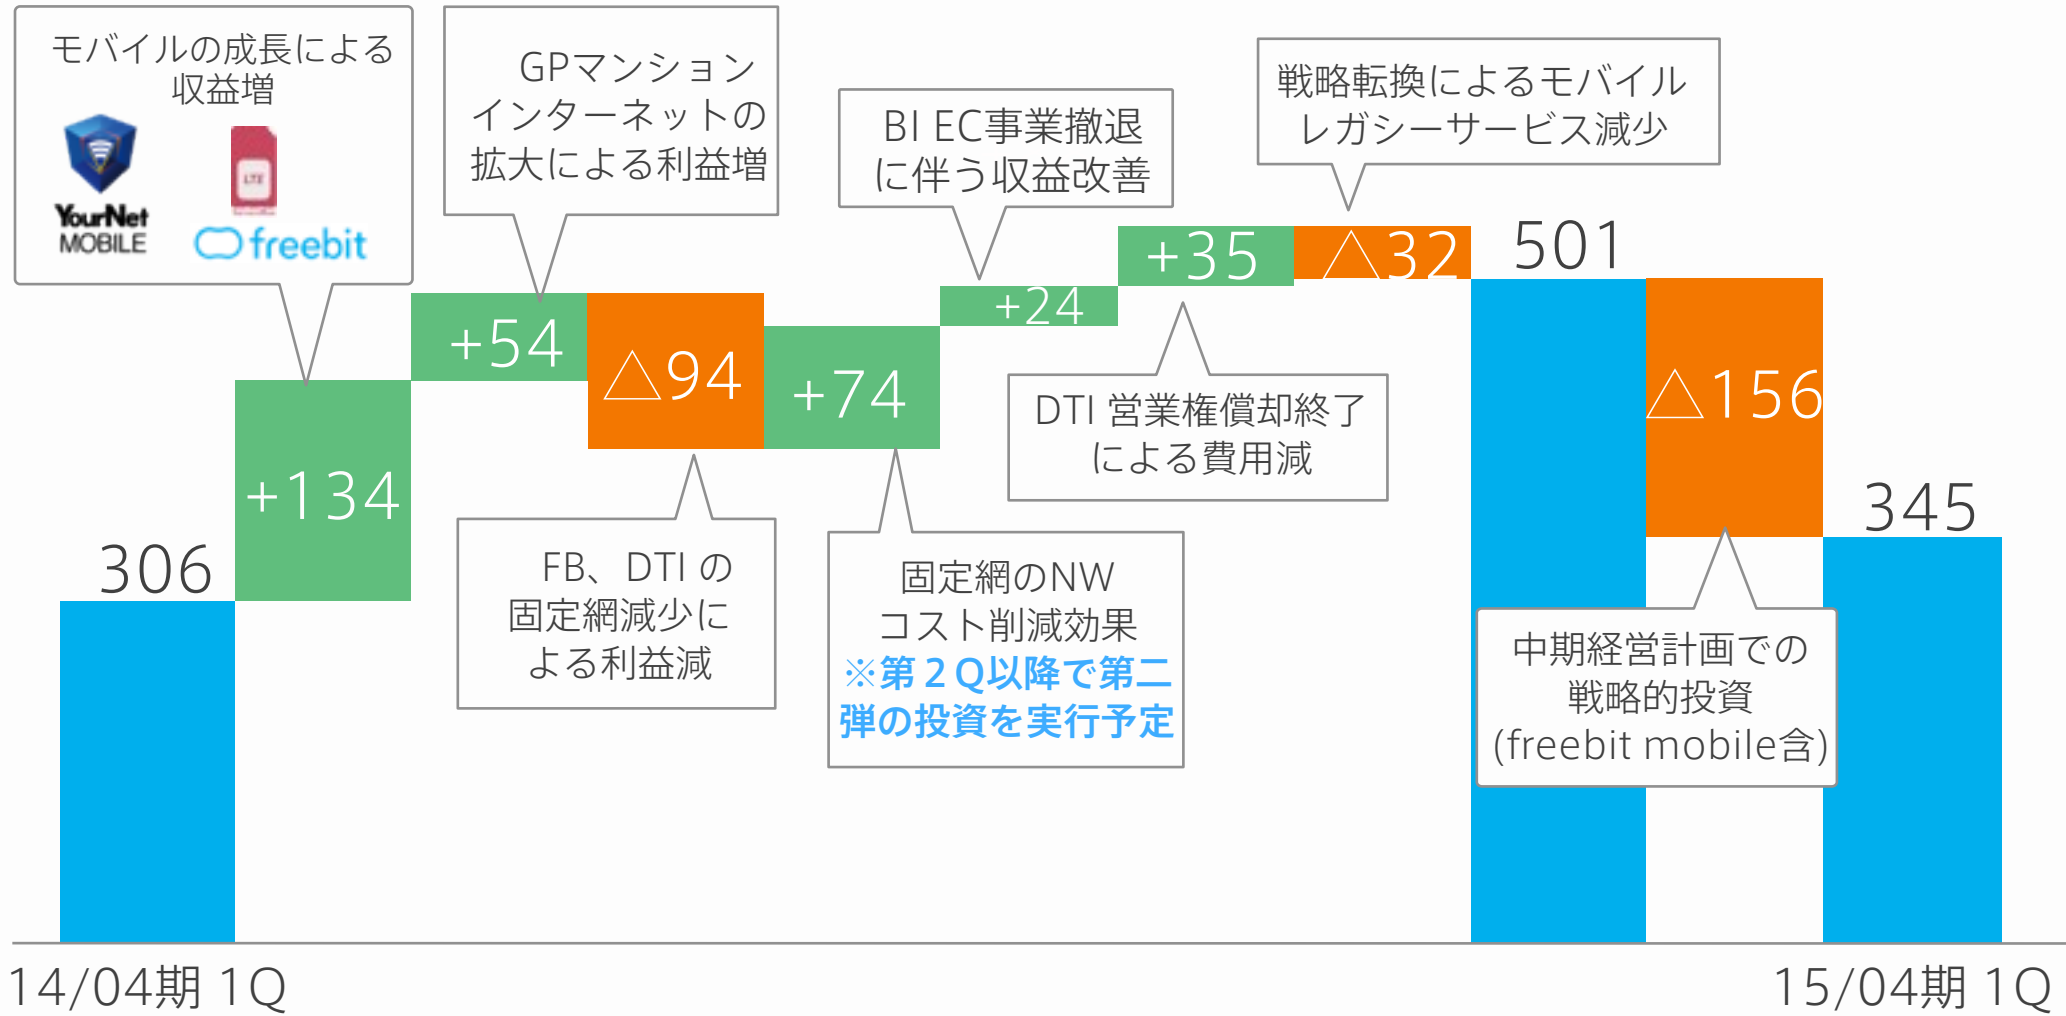 モバイルの成長による
収益増
LTE
YourNet
MOBILE
freebit
GPマンション
インターネットの
拡大による利益増
BI EC事業撤退
に伴う収益改善
戦略転換によるモバイル
レガシーサービス減少
306
+134
+54
△94
+74
+24
+35
△32
501
△156
345
FB、DTI の
固定網減少に
よる利益減
固定網のNW
コスト削減効果
※第２Q以降で第二
弾の投資を実行予定
DTI 営業権償却終了
による費用減
中期経営計画での
戦略的投資
(freebit mobile含)
14/04期 1Q
15/04期 1Q